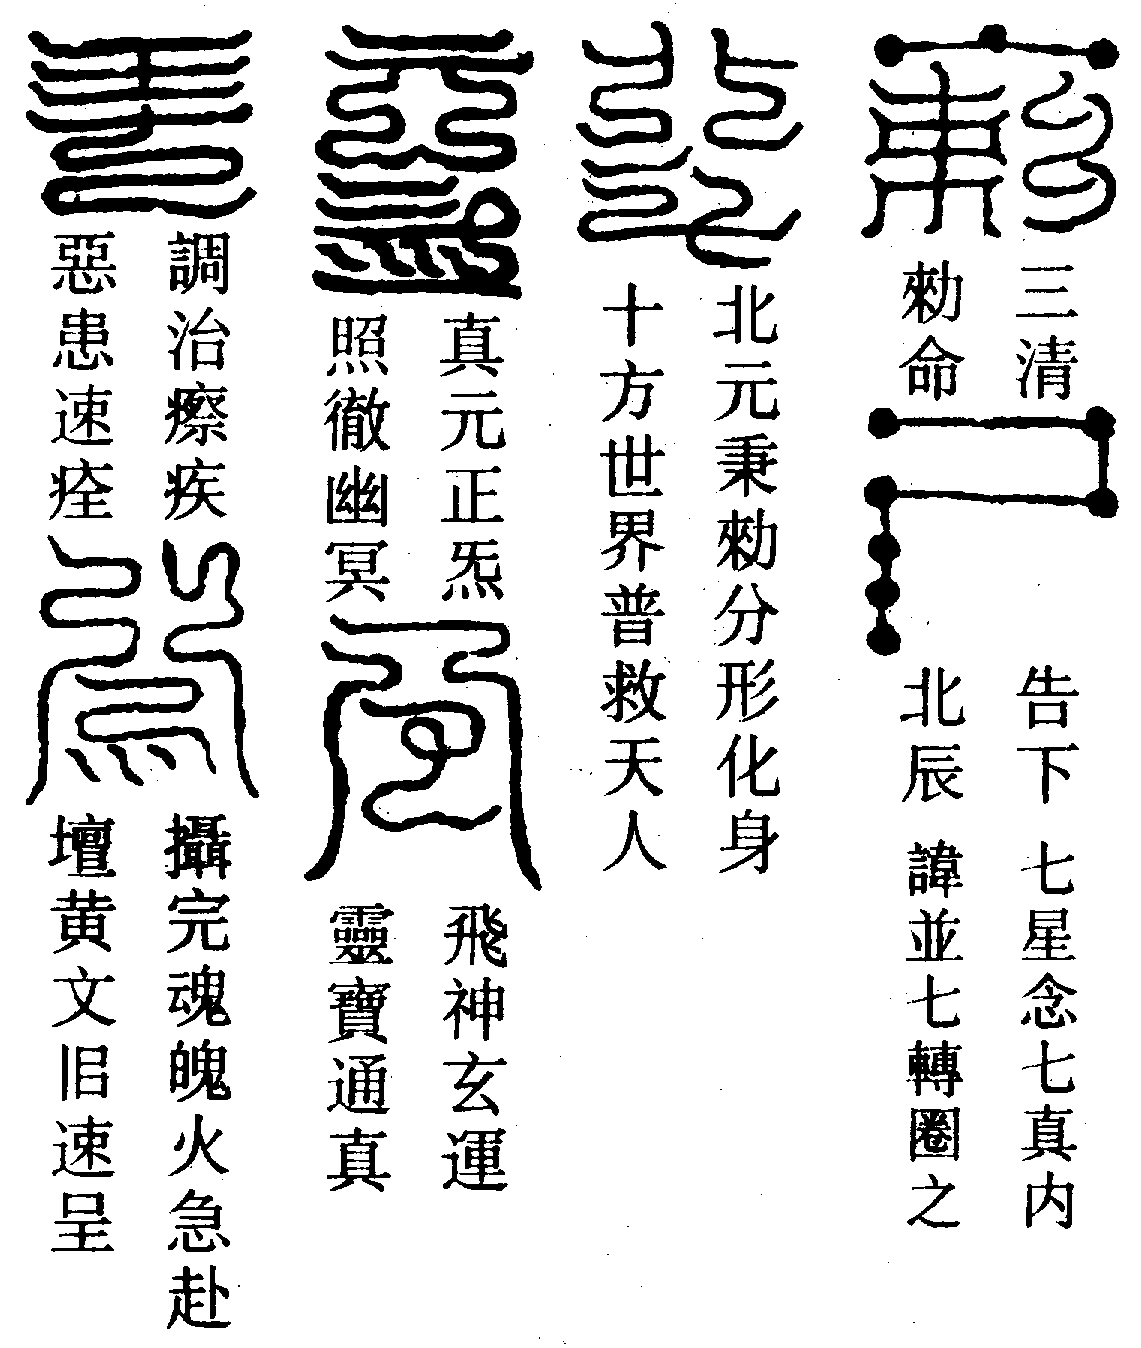 三清
勑命
告下
北辰
七星念七真内
諱並七轉圈之
北元秉勑分形化身
十方世界普救天人
真元正炁
照徹幽冥
飛神玄運
靈寶通真
調治瘵疾
惡患速痊
攝完魂魄火急赴
壇黄文旧速呈